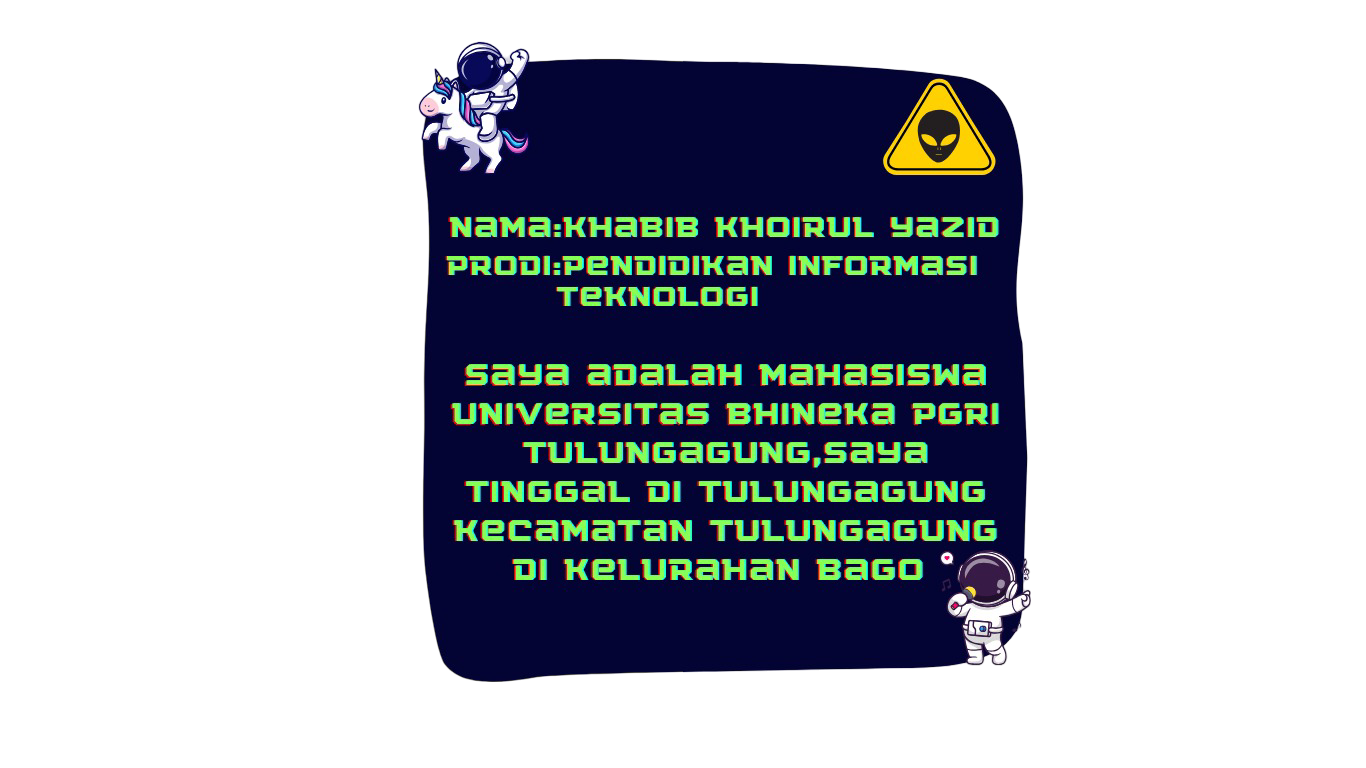 NAMA:KHABIB KHOIRUL YAZID
PRODI:PENDIDIKAN INFORMASI
TEKNOLOGI
SAYA ADALAH MAHASISWA
UNIVERSITAS BHINEKA PGRI
TULUNGAGUNG,SAYA
TINGGAL DI TULUNGAGUNG
KECAMATAN TULUNGAGUNG
DI KELURAHAN BAGO